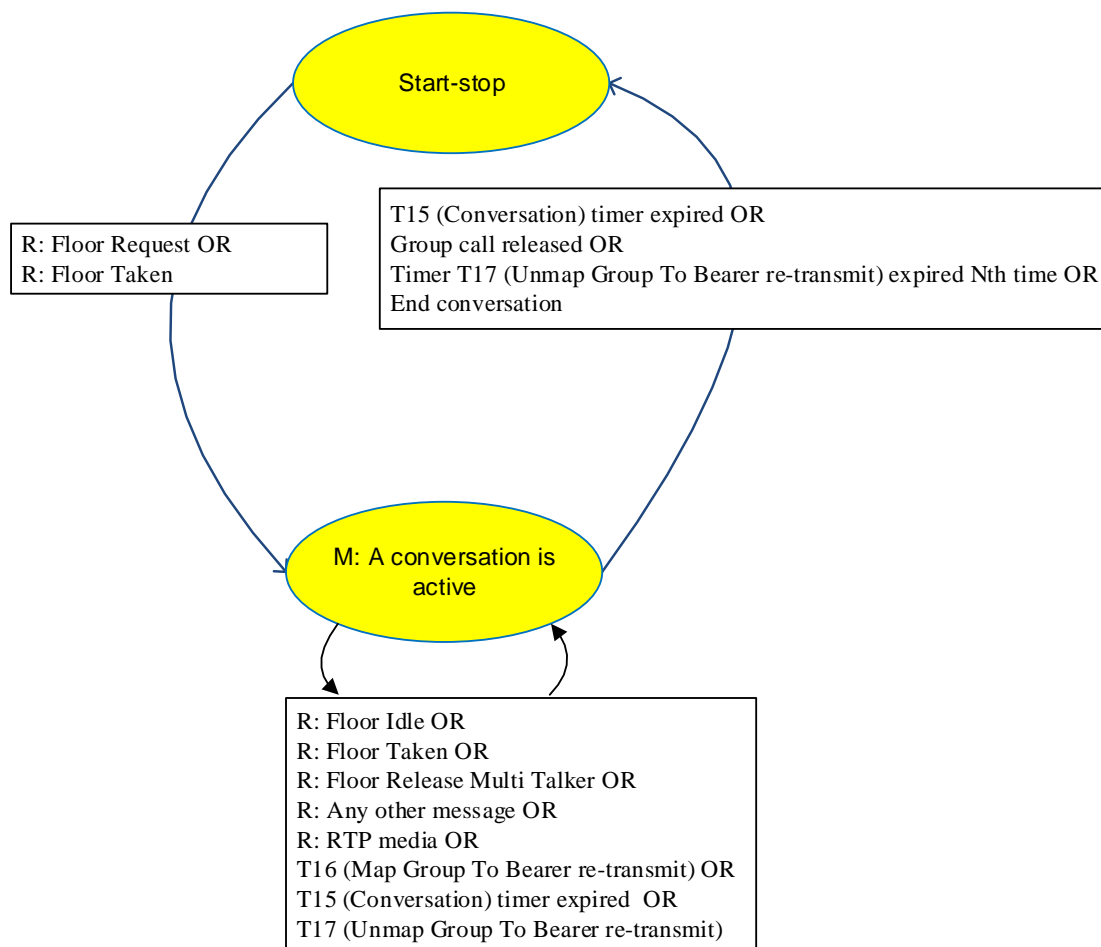 Start-stop
R: Floor Request OR
R: Floor Taken
T15 (Conversation) timer expired OR
Group call released OR
Timer T17 (Unmap Group To Bearer re-transmit) expired Nth time OR
End conversation
M: A conversation is
active
R: Floor Idle OR
R: Floor Taken OR
R: Floor Release Multi Talker OR
R: Any other message OR
R: RTP media OR
T16 (Map Group To Bearer re-transmit) OR
T15 (Conversation) timer expired  OR
T17 (Unmap Group To Bearer re-transmit)